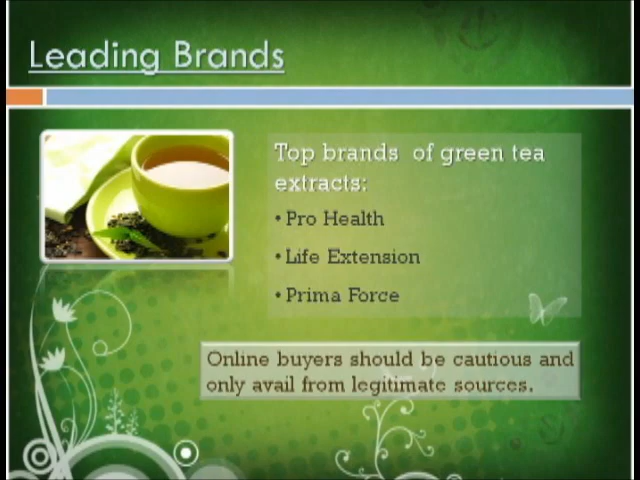 Leading Brands
Top brands of green tea
extracts:
• Pro Health
• Life Extension
• Prima Force
Online buyers should be cautious and
only avail from legitimate sources.